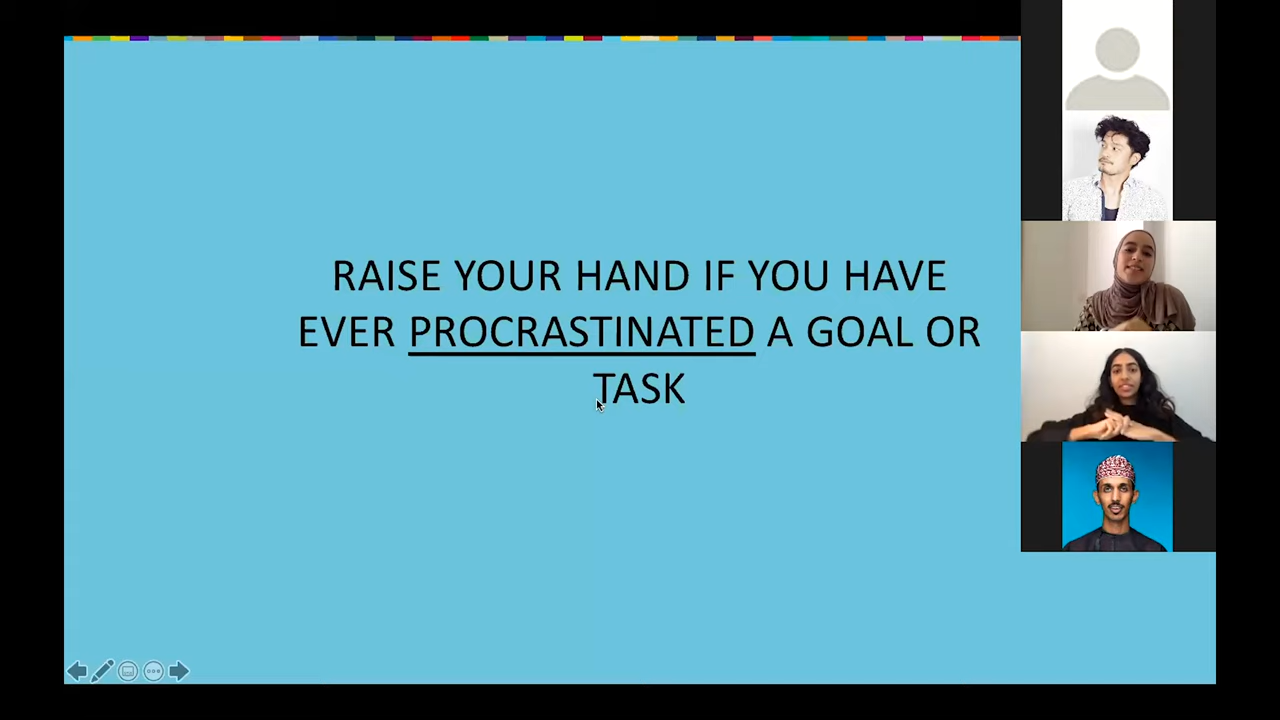 RAISE YOUR HAND IF YOU HAVE
EVER PROCRASTINATED A GOAL OR
TASK